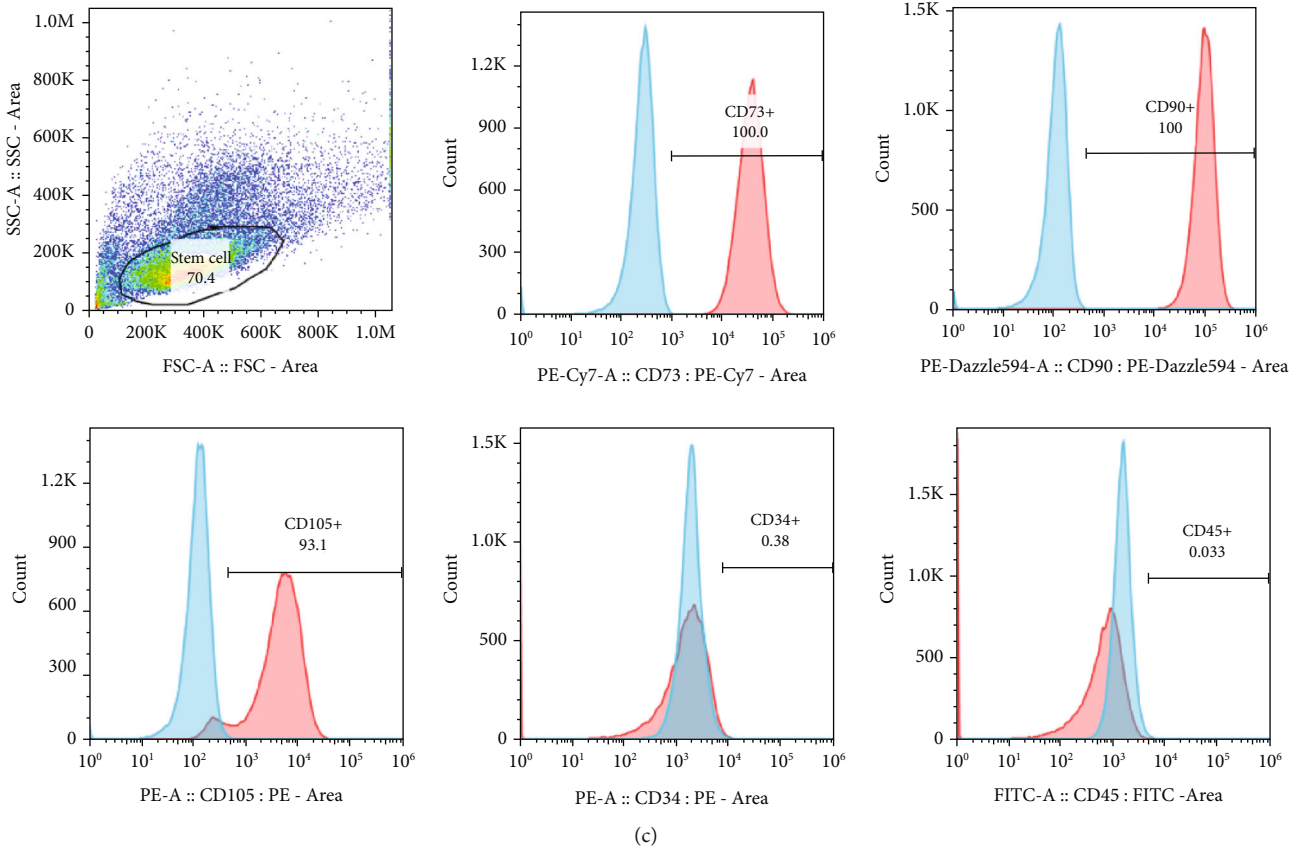 1.0M
800K
600K
400K
200K
0
SSC-A :: SSC - Area
Stem cell
70.4
0 200K 400K 600K 800K 1.0M
FSC-A :: FSC - Area
1.2K
900
600
300
0
Count
CD73+
100.0
10^0 10^1 10^2 10^3 10^4 10^5 10^6
PE-Cy7-A :: CD73 : PE-Cy7 - Area
1.5K
1.0K
500
0
Count
CD90+
100
10^0 10^1 10^2 10^3 10^4 10^5 10^6
PE-Dazzle594-A :: CD90 : PE-Dazzle594 - Area
1.2K
900
600
300
0
Count
CD105+
93.1
10^0 10^1 10^2 10^3 10^4 10^5 10^6
PE-A :: CD105 : PE - Area
1.5K
1.0K
500
0
Count
CD34+
0.38
10^0 10^1 10^2 10^3 10^4 10^5 10^6
PE-A :: CD34 : PE - Area
1.5K
1.0K
500
0
Count
CD45+
0.033
10^0 10^1 10^2 10^3 10^4 10^5 10^6
FITC-A :: CD45 : FITC -Area
(c)